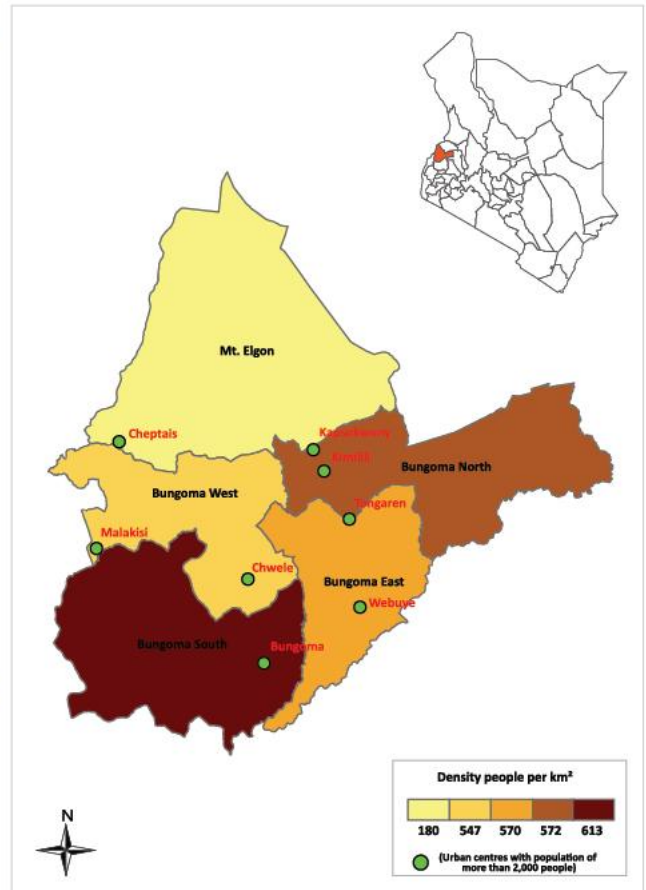 Mt. Elgon
Cheptais
Kapsokwony
Kimilili
Bungoma North
Bungoma West
Tongaren
Malakisi
Chwele
Bungoma East
Webuye
Bungoma South
Bungoma
Density people per km²
180 547 570 572 613
(Urban centres with population of
more than 2,000 people)
N